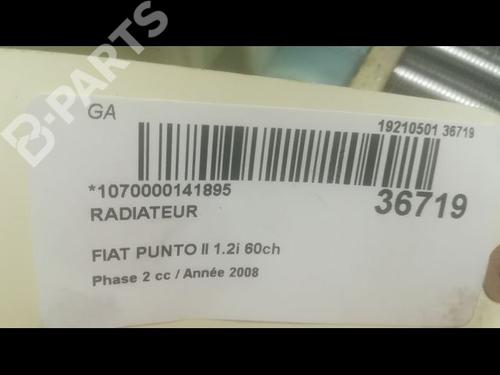 B-PARTS
GA
19210501 36719
*1070000141895
36719
RADIATEUR
FIAT PUNTO II 1.2i 60ch
Phase 2 cc / Année 2008